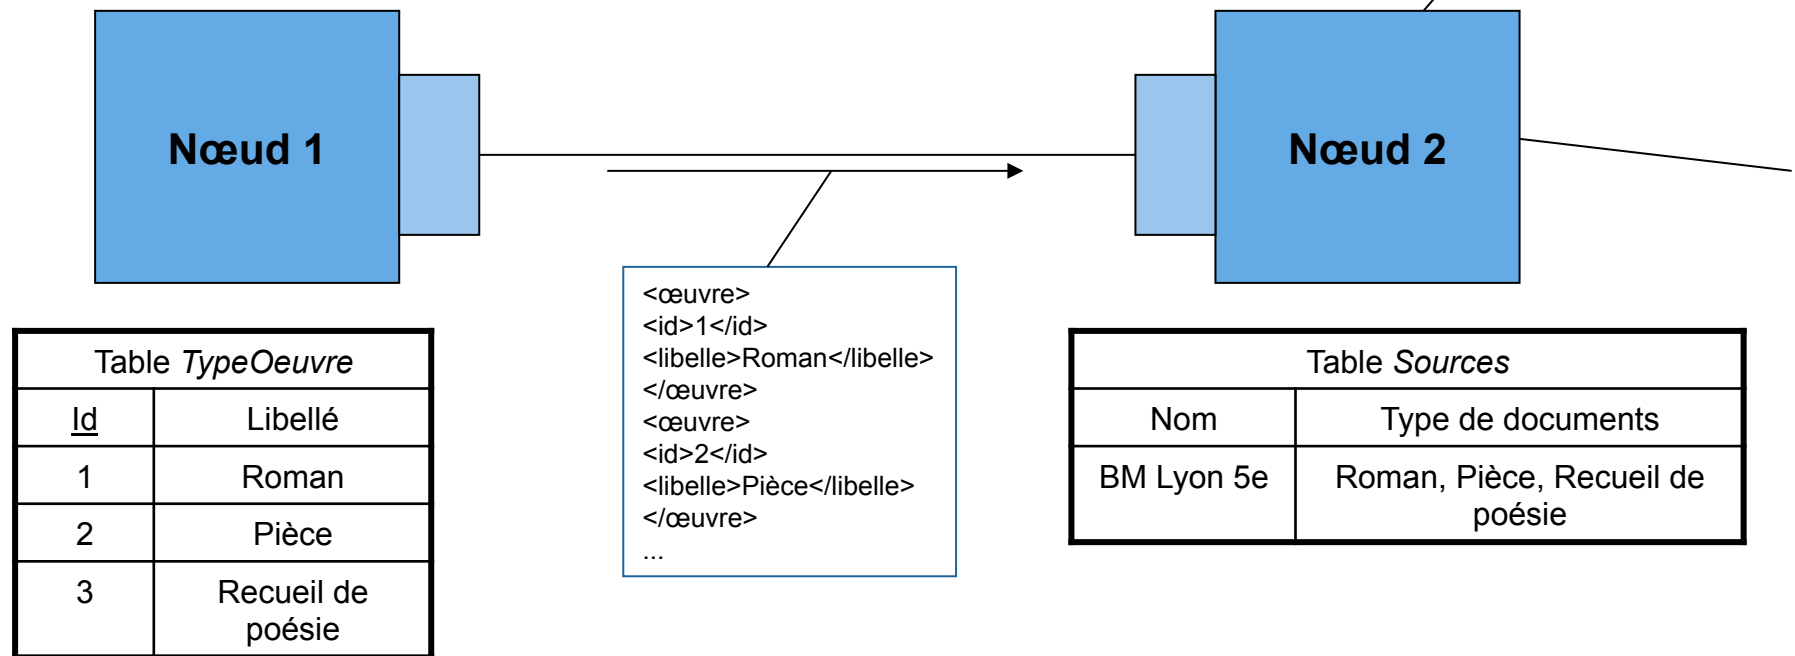 Nœud 1
Nœud 2
<œuvre>
<id>1</id>
<libelle>Roman</libelle>
</œuvre>
<œuvre>
<id>2</id>
<libelle>Pièce</libelle>
</œuvre>
...
Table TypeOeuvre
Id Libellé
1 Roman
2 Pièce
3 Recueil de
poésie
Table Sources
Nom Type de documents
BM Lyon 5e Roman, Pièce, Recueil de
poésie